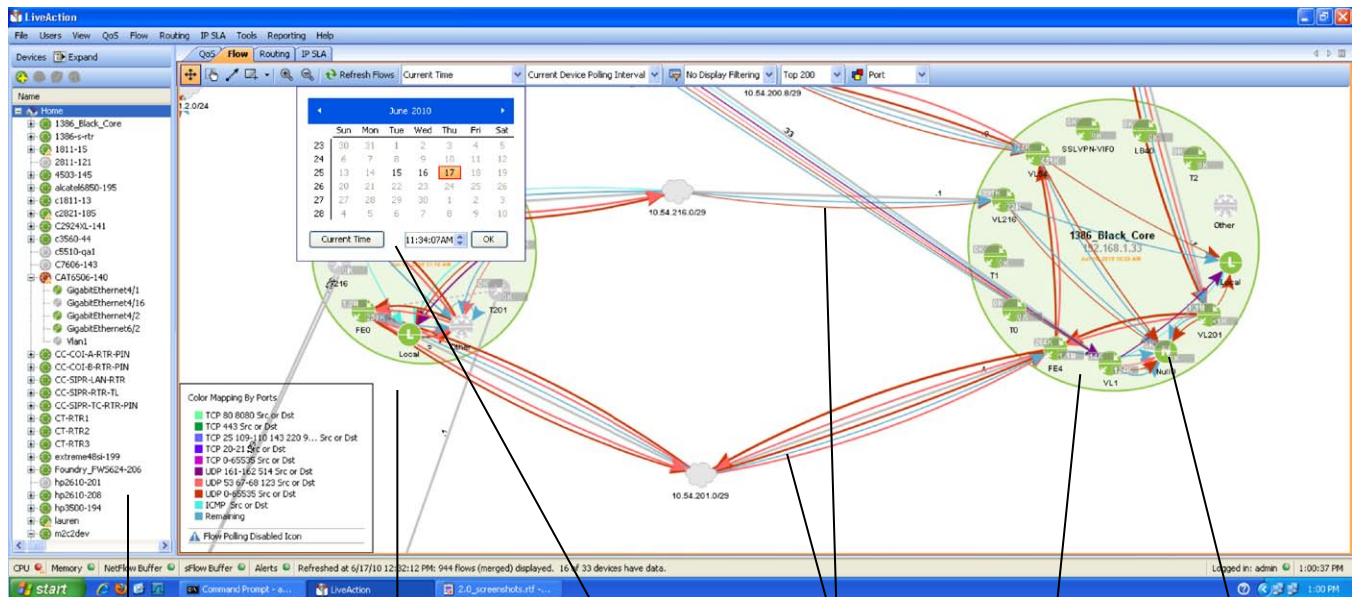 LiveAction
File Users View QoS Flow Routing IP SLA Tools Reporting Help
Devices Expand
QoS Flow Routing IP SLA
Refresh Flows Current Time Current Device Polling Interval No Display Filtering Top 200 Port
Name
Home
1386_Black_Core
1386-s-rtr
1811-15
2811-121
4503-145
alcatel6850-195
c1811-13
c2821-185
C2924XL-141
c3560-44
c5510-qa1
C7606-143
CAT6506-140
GigabitEthernet4/1
GigabitEthernet4/16
GigabitEthernet4/2
GigabitEthernet6/2
Vlan1
CC-COI-A-RTR-PIN
CC-COI-B-RTR-PIN
CC-SIPR-LAN-RTR
CC-SIPR-RTR-TL
CC-SIPR-TC-RTR-PIN
CT-RTR1
CT-RTR2
CT-RTR3
extreme48si-199
Foundry_FWS624-206
hp2610-201
hp2610-208
hp3500-194
lauren
m2c2dev
1.2.0/24
June 2010
Sun Mon Tue Wed Thu Fri Sat
23 30 31 1 2 3 4 5
24 6 7 8 9 10 11 12
25 13 14 15 16 17 18 19
26 20 21 22 23 24 25 26
27 27 28 29 30 1 2 3
28 4 5 6 7 8 9 10
Current Time 11:34:07AM OK
T201
FE0
Local
Other
10.54.200.8/29
.33
10.54.216.0/29
.1
10.54.201.0/29
SSLVPN-VIF0
LB40
T2
VL64
VL216
Other
1386_Black_Core
192.168.1.33
T1
Local
T0
VL201
FE4
VL1
Null0
Color Mapping By Ports
TCP 80 8080 Src or Dst
TCP 443 Src or Dst
TCP 25 109-110 143 220 9... Src or Dst
TCP 20-21 Src or Dst
TCP 0-65535 Src or Dst
UDP 161-162 514 Src or Dst
UDP 53 67-68 123 Src or Dst
UDP 0-65535 Src or Dst
ICMP Src or Dst
Remaining
Flow Polling Disabled Icon
CPU Memory NetFlow Buffer sFlow Buffer Alerts Refreshed at 6/17/10 12:32:12 PM: 944 flows (merged) displayed. 16 of 33 devices have data. Logged in: admin 1:00:37 PM
start Command Prompt - a... LiveAction 2.0_screenshots.rtf -... 1:00 PM